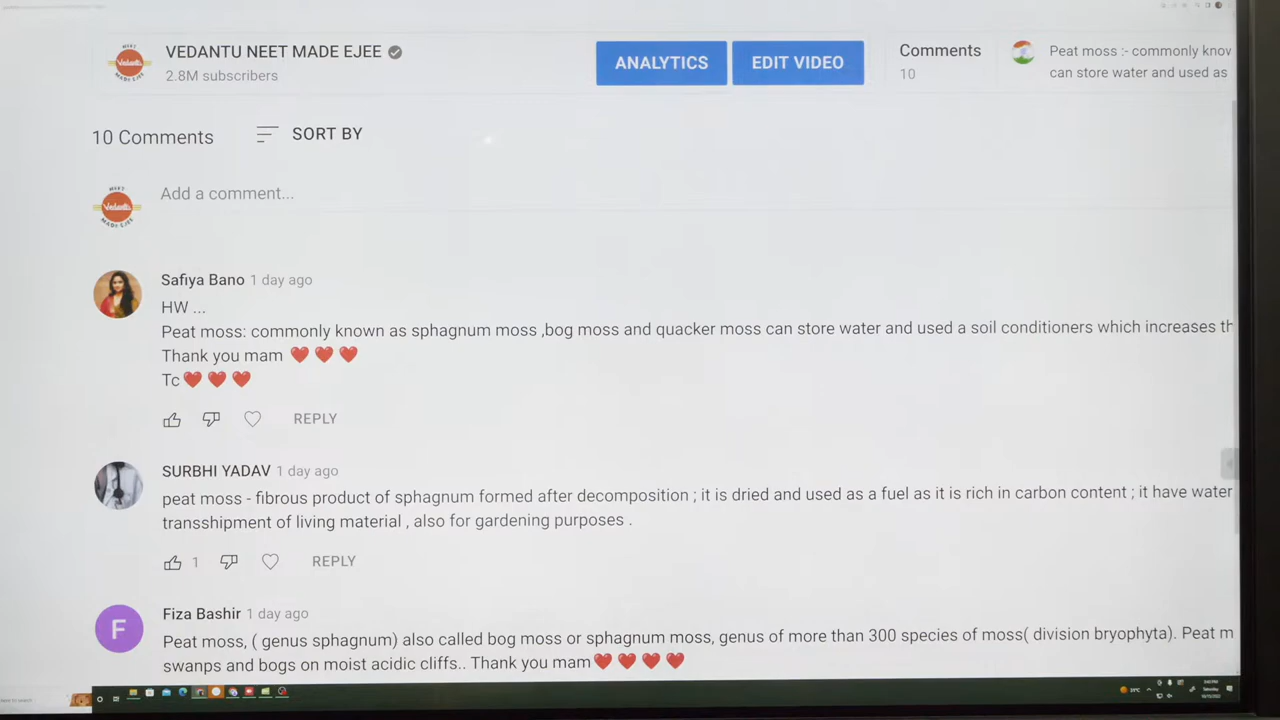 VEDANTU NEET MADE EJEE
2.8M subscribers
ANALYTICS
EDIT VIDEO
Comments
10
Peat moss :- commonly knov
can store water and used as
10 Comments
SORT BY
NEET
Vedantu
MADE EJEE
Add a comment...
Safiya Bano 1 day ago
HW ...
Peat moss: commonly known as sphagnum moss ,bog moss and quacker moss can store water and used a soil conditioners which increases th
Thank you mam ❤️ ❤️ ❤️
Tc❤️ ❤️ ❤️
REPLY
SURBHI YADAV 1 day ago
peat moss - fibrous product of sphagnum formed after decomposition ; it is dried and used as a fuel as it is rich in carbon content ; it have water
transshipment of living material , also for gardening purposes .
1
REPLY
F
Fiza Bashir 1 day ago
Peat moss, ( genus sphagnum) also called bog moss or sphagnum moss, genus of more than 300 species of moss( division bryophyta). Peat m
swanps and bogs on moist acidic cliffs.. Thank you mam❤️ ❤️ ❤️ ❤️